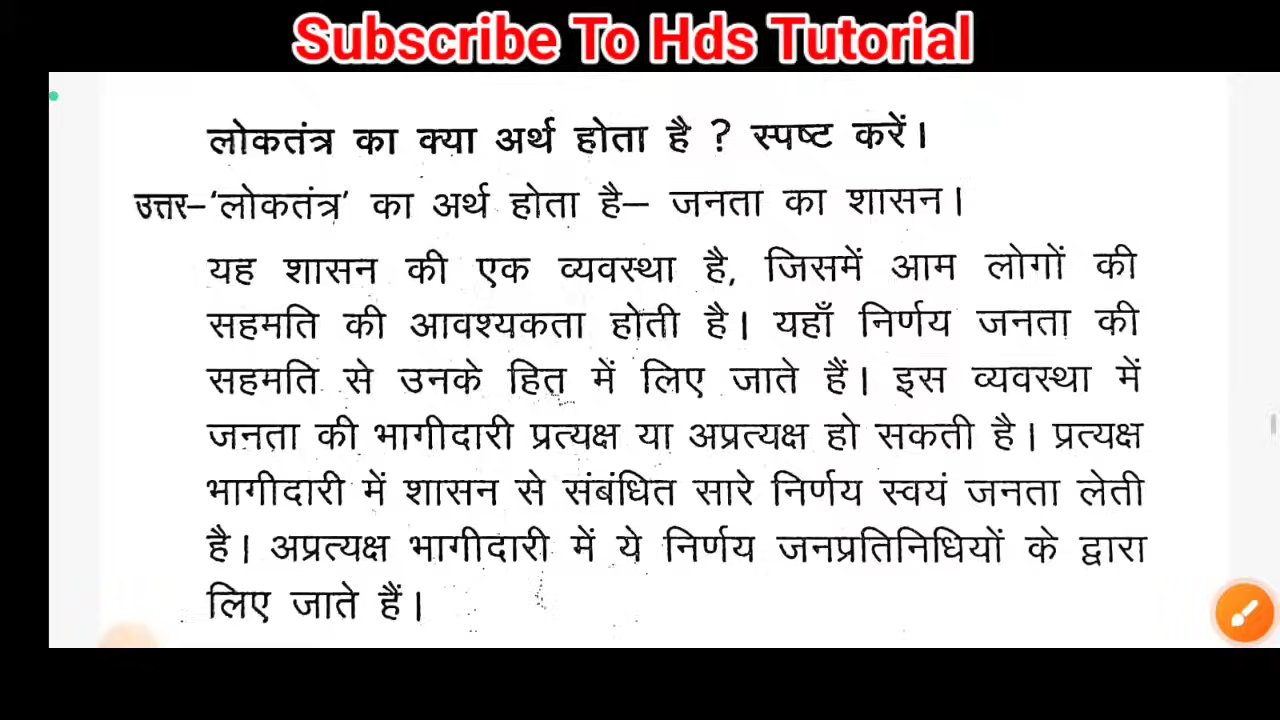 Subscribe To Hds Tutorial
लोकतंत्र का क्या अर्थ होता है ? स्पष्ट करें।
उत्तर– 'लोकतंत्र' का अर्थ होता है– जनता का शासन।
यह शासन की एक व्यवस्था है, जिसमें आम लोगों की
सहमति की आवश्यकता होती है। यहाँ निर्णय जनता की
सहमति से उनके हित में लिए जाते हैं। इस व्यवस्था में
जनता की भागीदारी प्रत्यक्ष या अप्रत्यक्ष हो सकती है। प्रत्यक्ष
भागीदारी में शासन से संबंधित सारे निर्णय स्वयं जनता लेती
है। अप्रत्यक्ष भागीदारी में ये निर्णय जनप्रतिनिधियों के द्वारा
लिए जाते हैं।